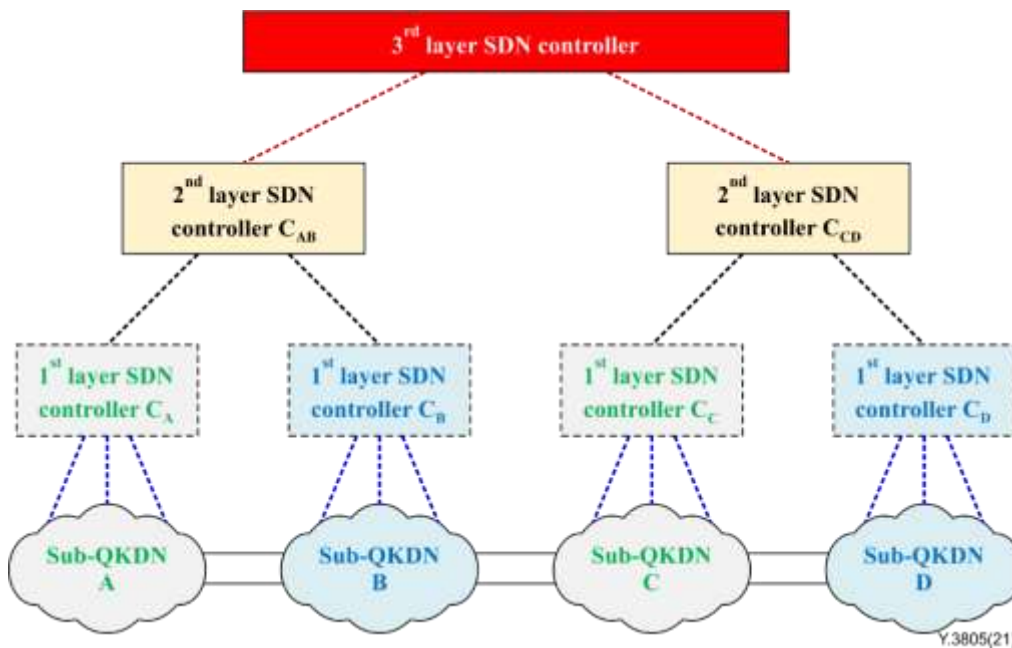 3rd layer SDN controller
2nd layer SDN
controller CAB
2nd layer SDN
controller CCD
1st layer SDN
controller CA
1st layer SDN
controller CB
1st layer SDN
controller CC
1st layer SDN
controller CD
Sub-QKDN
A
Sub-QKDN
B
Sub-QKDN
C
Sub-QKDN
D
Y.3805(21)